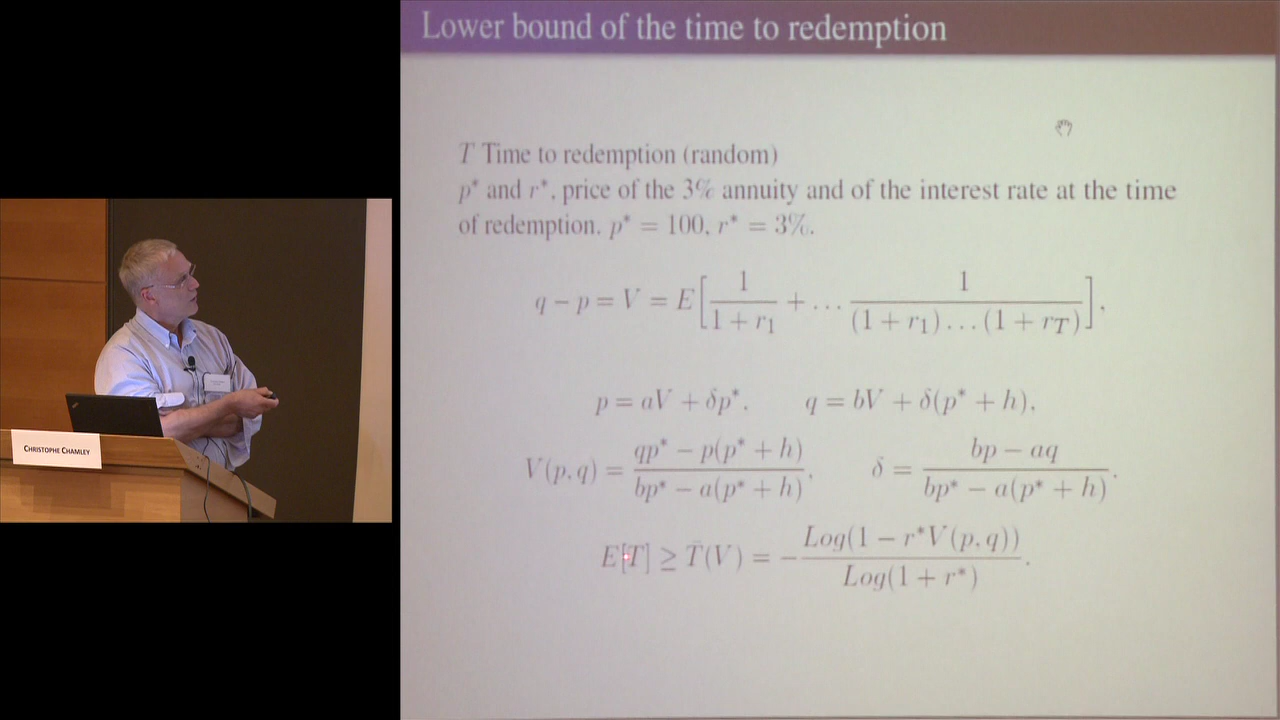 Lower bound of the time to redemption
T Time to redemption (random)
p* and r*, price of the 3% annuity and of the interest rate at the time
of redemption. p* = 100, r* = 3%.
q − p = V = E[1/(1 + r₁) + … 1/((1 + r₁)…(1 + r_T))].
p = aV + δp*. q = bV + δ(p* + h).
V(p, q) = (qp* − p(p* + h))/(bp* − a(p* + h)). δ = (bp − aq)/(bp* − a(p* + h)).
E[T] ≥ T̄(V) = −Log(1 − r*V(p, q))/Log(1 + r*).
CHRISTOPHE CHAMLEY